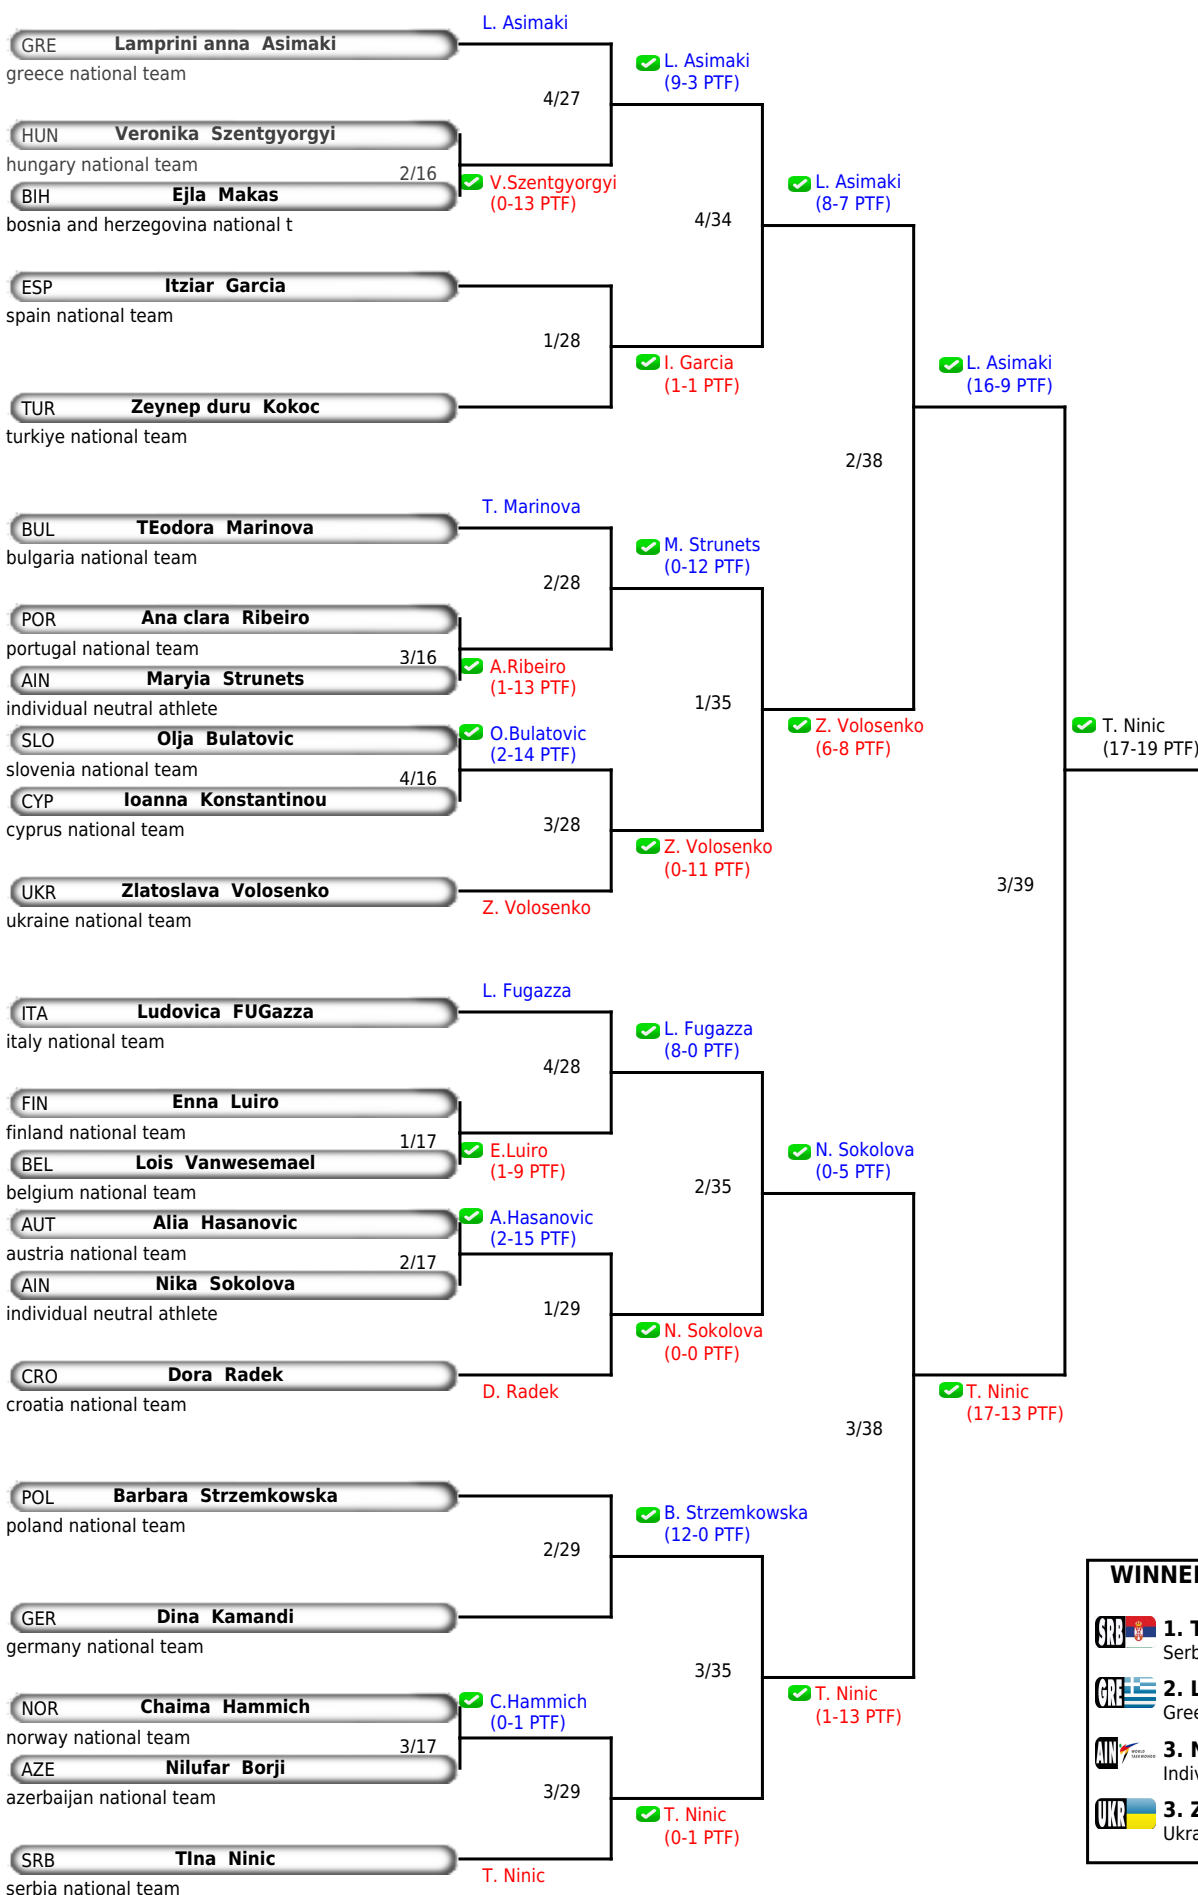 L. Asimaki
GRE Lamprini anna Asimaki
greece national team
L. Asimaki
(9-3 PTF)
4/27
HUN Veronika Szentgyorgyi
hungary national team
2/16
V.Szentgyorgyi
(0-13 PTF)
BIH Ejla Makas
bosnia and herzegovina national t
L. Asimaki
(8-7 PTF)
4/34
ESP Itziar Garcia
spain national team
1/28
I. Garcia
(1-1 PTF)
L. Asimaki
(16-9 PTF)
TUR Zeynep duru Kokoc
turkiye national team
2/38
T. Marinova
BUL TEodora Marinova
bulgaria national team
M. Strunets
(0-12 PTF)
2/28
POR Ana clara Ribeiro
portugal national team
3/16
A.Ribeiro
(1-13 PTF)
AIN Maryia Strunets
individual neutral athlete
1/35
SLO Olja Bulatovic
slovenia national team
O.Bulatovic
(2-14 PTF)
Z. Volosenko
(6-8 PTF)
T. Ninic
(17-19 PTF)
4/16
CYP Ioanna Konstantinou
cyprus national team
3/28
Z. Volosenko
(0-11 PTF)
UKR Zlatoslava Volosenko
ukraine national team
Z. Volosenko
3/39
L. Fugazza
ITA Ludovica FUGazza
italy national team
L. Fugazza
(8-0 PTF)
4/28
FIN Enna Luiro
finland national team
1/17
E.Luiro
(1-9 PTF)
BEL Lois Vanwesemael
belgium national team
N. Sokolova
(0-5 PTF)
2/35
AUT Alia Hasanovic
austria national team
A.Hasanovic
(2-15 PTF)
2/17
AIN Nika Sokolova
individual neutral athlete
1/29
N. Sokolova
(0-0 PTF)
CRO Dora Radek
croatia national team
D. Radek
T. Ninic
(17-13 PTF)
3/38
POL Barbara Strzemkowska
poland national team
B. Strzemkowska
(12-0 PTF)
2/29
GER Dina Kamandi
germany national team
3/35
T. Ninic
(1-13 PTF)
NOR Chaima Hammich
norway national team
C.Hammich
(0-1 PTF)
3/17
AZE Nilufar Borji
azerbaijan national team
3/29
T. Ninic
(0-1 PTF)
SRB TIna Ninic
serbia national team
T. Ninic
WINNE
SRB 1. T
Serb
GRE 2. L
Gree
AIN WORLD TAEKWONDO 3. N
Indiv
UKR 3. Z
Ukra